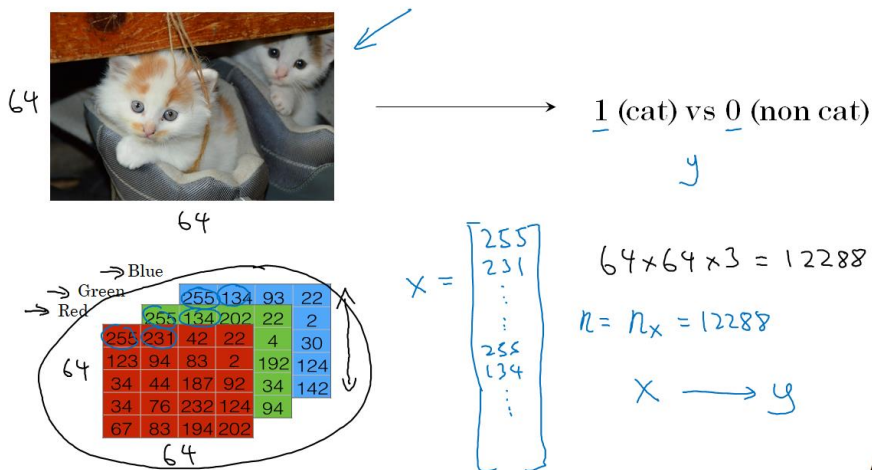 64
1 (cat) vs 0 (non cat)
y
64
→ Blue
→ Green
→ Red
255 134 93 22
255 134 202 22 2
255 231 42 22 4 30
123 94 83 2 192 124
34 44 187 92 34 142
34 76 232 124 94
67 83 194 202
64
64
x =
255
231
⋮
⋮
255
134
⋮
64 × 64 × 3 = 12288
n = nₓ = 12288
x → y